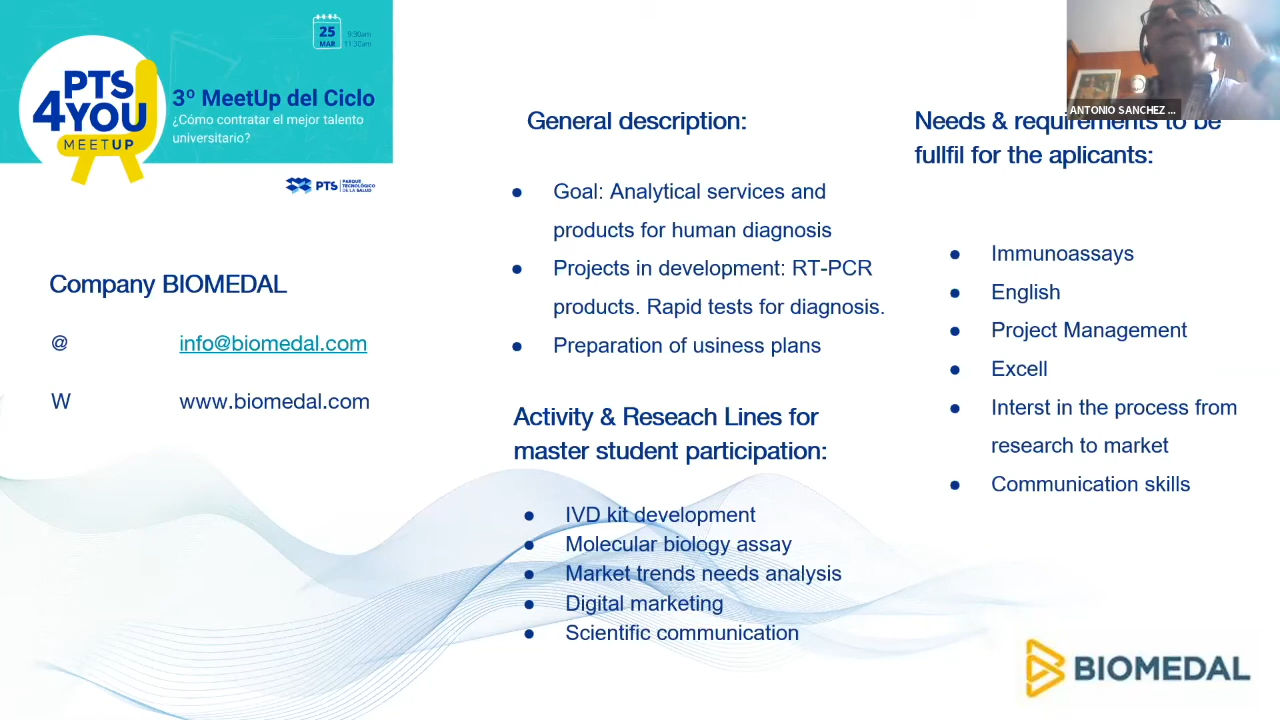 25
MAR
9:30am
11:30am
PTS
4YOU
MEETUP
3º MeetUp del Ciclo
¿Cómo contratar el mejor talento
universitario?
PTS
PARQUE
TECNOLÓGICO
DE LA SALUD
Company BIOMEDAL
@ info@biomedal.com
W www.biomedal.com
General description:
● Goal: Analytical services and
products for human diagnosis
● Projects in development: RT-PCR
products. Rapid tests for diagnosis.
● Preparation of usiness plans
Activity & Reseach Lines for
master student participation:
● IVD kit development
● Molecular biology assay
● Market trends needs analysis
● Digital marketing
● Scientific communication
ANTONIO SANCHEZ ...
Needs & requirements to be
fullfil for the aplicants:
● Immunoassays
● English
● Project Management
● Excell
● Interst in the process from
research to market
● Communication skills
BIOMEDAL